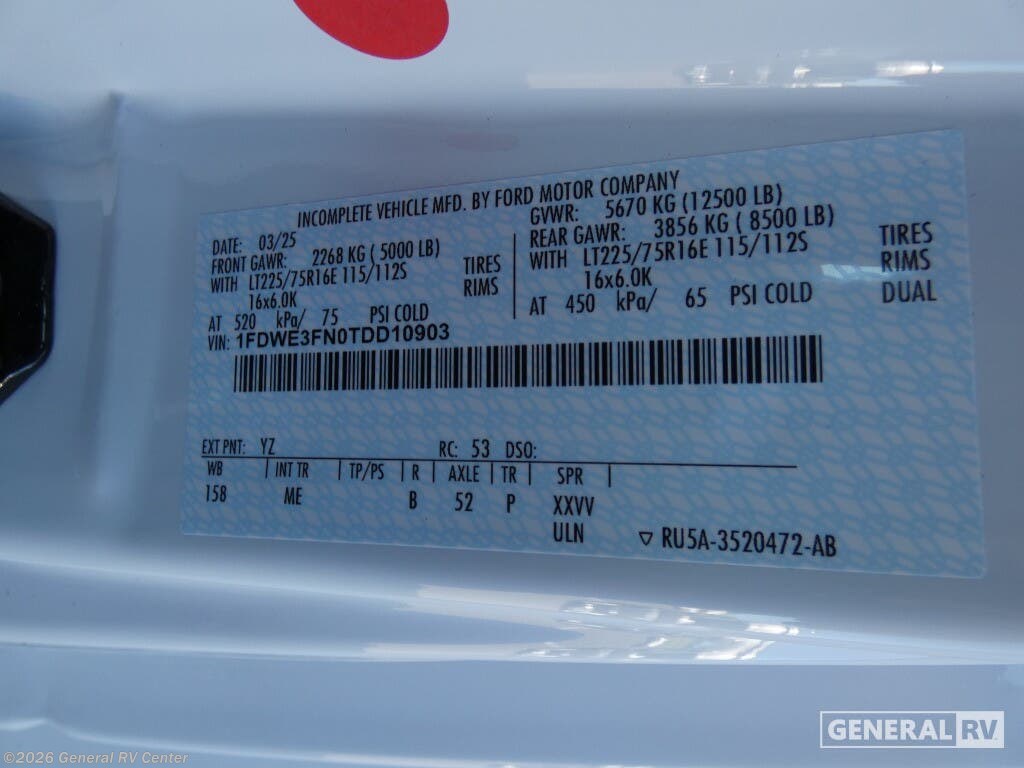 INCOMPLETE VEHICLE MFD. BY FORD MOTOR COMPANY
DATE: 03/25
FRONT GAWR: 2268 KG ( 5000 LB)
WITH LT225/75R16E 115/112S TIRES
16x6.0K RIMS
AT 520 kPa/ 75 PSI COLD
GVWR: 5670 KG (12500 LB)
REAR GAWR: 3856 KG ( 8500 LB)
WITH LT225/75R16E 115/112S TIRES
16x6.0K RIMS
AT 450 kPa/ 65 PSI COLD DUAL
VIN: 1FDWE3FN0TDD10903
EXT PNT: YZ RC: 53 DSO:
WB INT TR TP/PS R AXLE TR SPR
158 ME B 52 P XXVV
ULN ▽ RU5A-3520472-AB
GENERAL RV
©2026 General RV Center